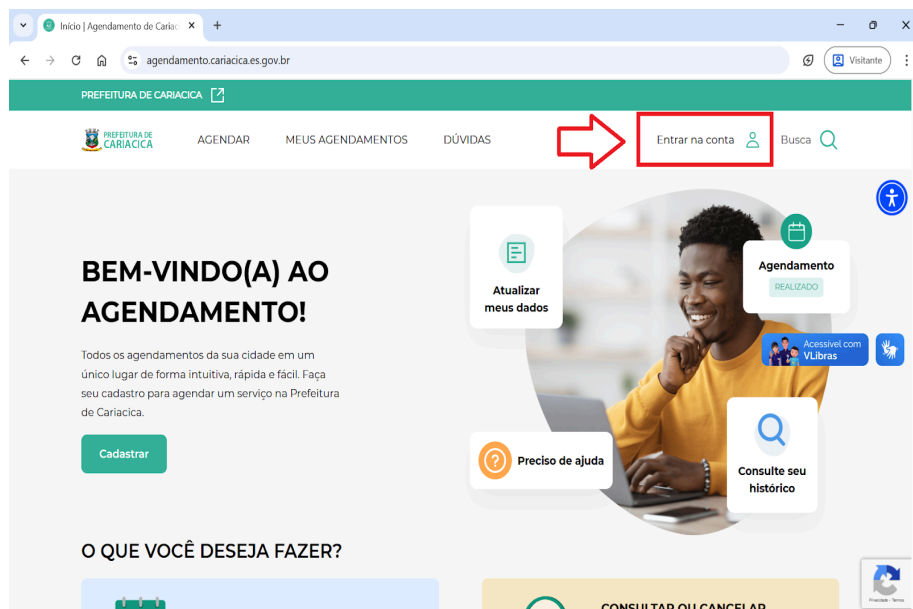 Início | Agendamento de Cariac
agendamento.cariacica.es.gov.br
Visitante
PREFEITURA DE CARIACICA
PREFEITURA DE
CARIACICA
AGENDAR
MEUS AGENDAMENTOS
DÚVIDAS
Entrar na conta
Busca
BEM-VINDO(A) AO
AGENDAMENTO!
Todos os agendamentos da sua cidade em um
único lugar de forma intuitiva, rápida e fácil. Faça
seu cadastro para agendar um serviço na Prefeitura
de Cariacica.
Cadastrar
Atualizar
meus dados
Agendamento
REALIZADO
Acessível com
VLibras
Preciso de ajuda
Consulte seu
histórico
O QUE VOCÊ DESEJA FAZER?
CONSULTAR OU CANCELAR
Privacidade - Termos